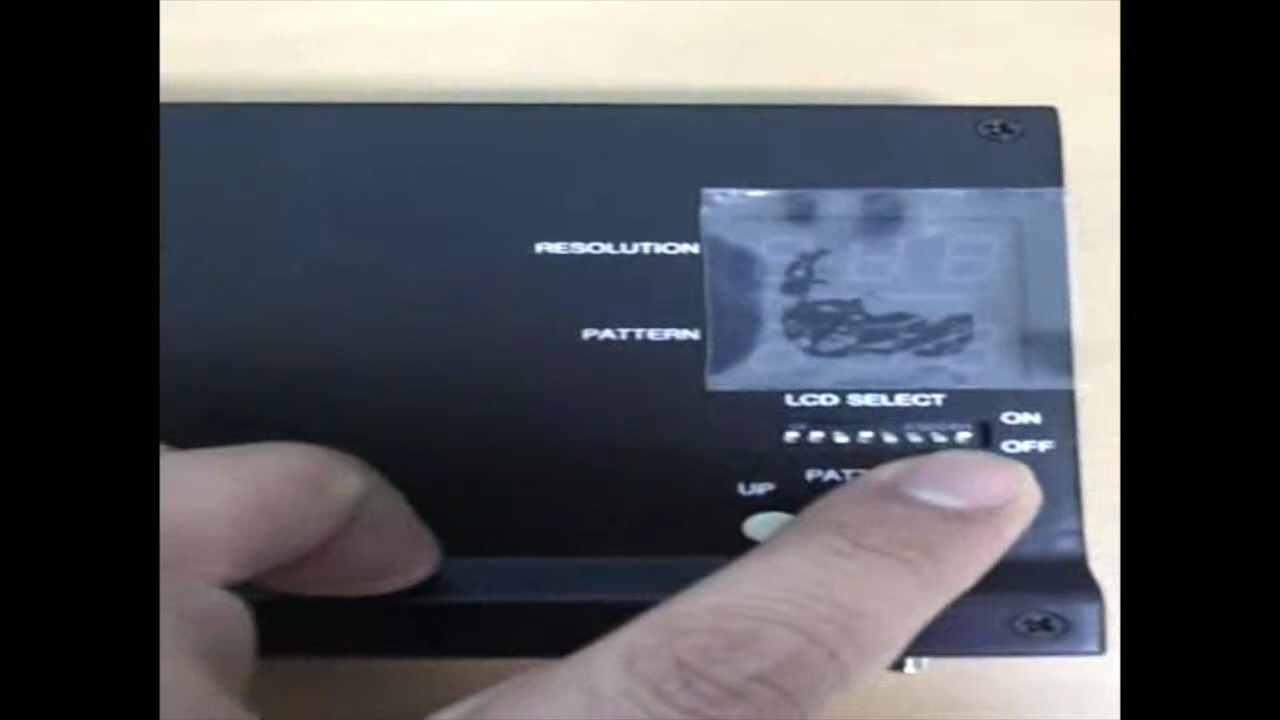 RESOLUTION
PATTERN
LCD SELECT
ON
OFF
UP